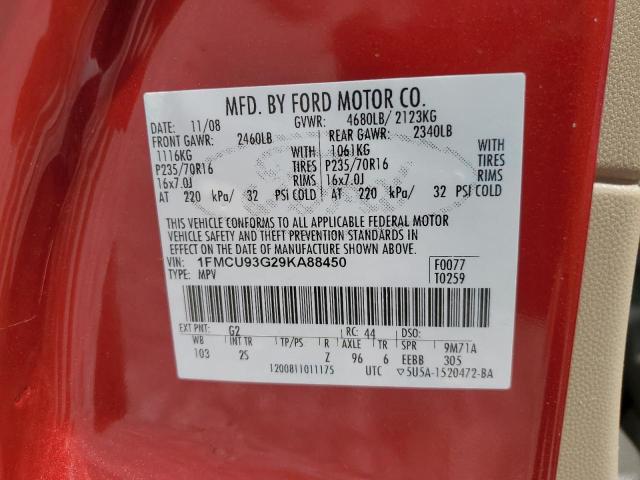 MFD. BY FORD MOTOR CO.
DATE: 11/08 GVWR: 4680LB/ 2123KG
FRONT GAWR: 2460LB REAR GAWR: 2340LB
1116KG WITH 1061KG WITH
P235/70R16 TIRES P235/70R16 TIRES
16x7.0J RIMS 16x7.0J RIMS
AT 220 kPa/ 32 PSI COLD AT 220 kPa/ 32 PSI COLD
THIS VEHICLE CONFORMS TO ALL APPLICABLE FEDERAL MOTOR
VEHICLE SAFETY AND THEFT PREVENTION STANDARDS IN
EFFECT ON THE DATE OF MANUFACTURE SHOWN ABOVE.
VIN: 1FMCU93G29KA88450 F0077
TYPE: MPV T0259
EXT PNT: G2 RC: 44 DSO:
WB INT TR TP/PS R AXLE TR SPR 9M71A
103 2S Z 96 6 EEBB 305
1200811011175 UTC ▽5U5A-1520472-BA